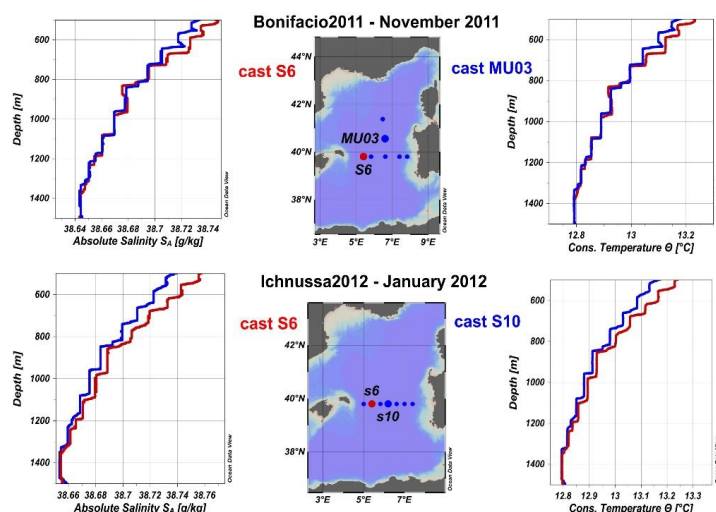 Bonifacio2011 - November 2011
cast S6
cast MU03
600
800
1000
1200
1400
Depth [m]
38.64 38.66 38.68 38.7 38.72 38.74
Absolute Salinity S_A [g/kg]
Ocean Data View
44°N
42°N
40°N
38°N
MU03
S6
3°E 5°E 7°E 9°E
Ocean Data View
600
800
1000
1200
1400
Depth [m]
12.8 13 13.2
Cons. Temperature Θ [°C]
Ocean Data View
Ichnussa2012 - January 2012
cast S6
cast S10
600
800
1000
1200
1400
Depth [m]
38.66 38.68 38.7 38.72 38.74 38.76
Absolute Salinity S_A [g/kg]
Ocean Data View
42°N
40°N
38°N
s6
s10
3°E 5°E 7°E
Ocean Data View
600
800
1000
1200
1400
Depth [m]
12.8 12.9 13 13.1 13.2 13.3
Cons. Temperature Θ [°C]